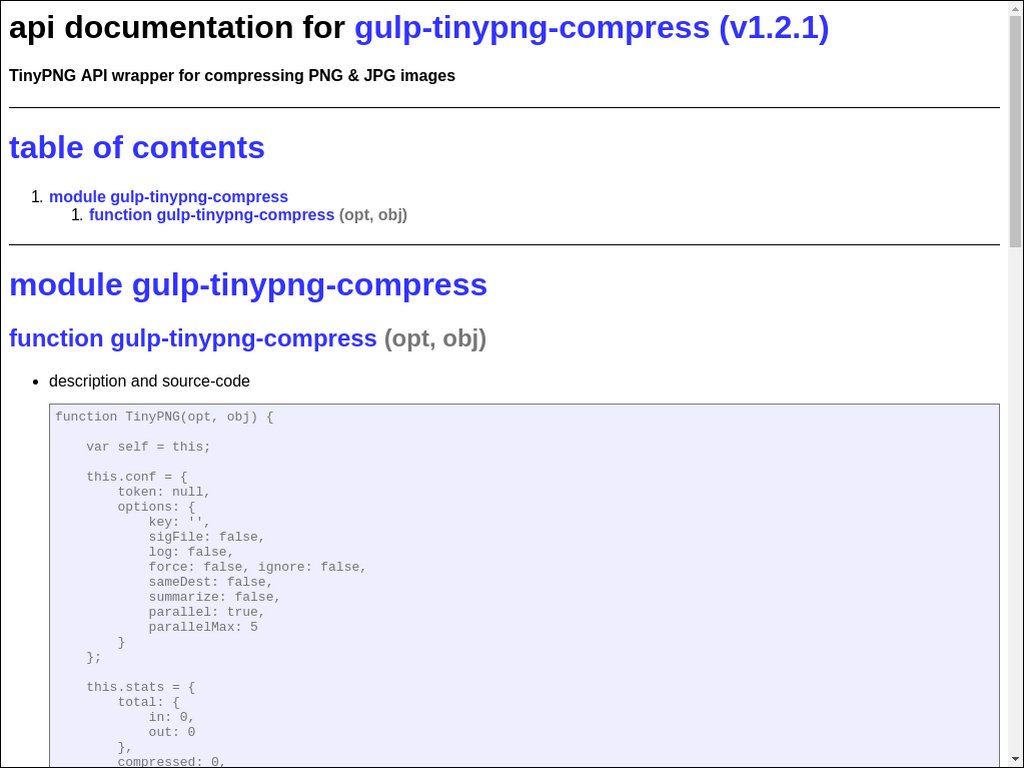 api documentation for gulp-tinypng-compress (v1.2.1)
TinyPNG API wrapper for compressing PNG & JPG images
table of contents
1. module gulp-tinypng-compress
1. function gulp-tinypng-compress (opt, obj)
module gulp-tinypng-compress
function gulp-tinypng-compress (opt, obj)
• description and source-code
function TinyPNG(opt, obj) {
    var self = this;
    this.conf = {
        token: null,
        options: {
            key: '',
            sigFile: false,
            log: false,
            force: false, ignore: false,
            sameDest: false,
            summarize: false,
            parallel: true,
            parallelMax: 5
        }
    };
    this.stats = {
        total: {
            in: 0,
            out: 0
        },
        compressed: 0,